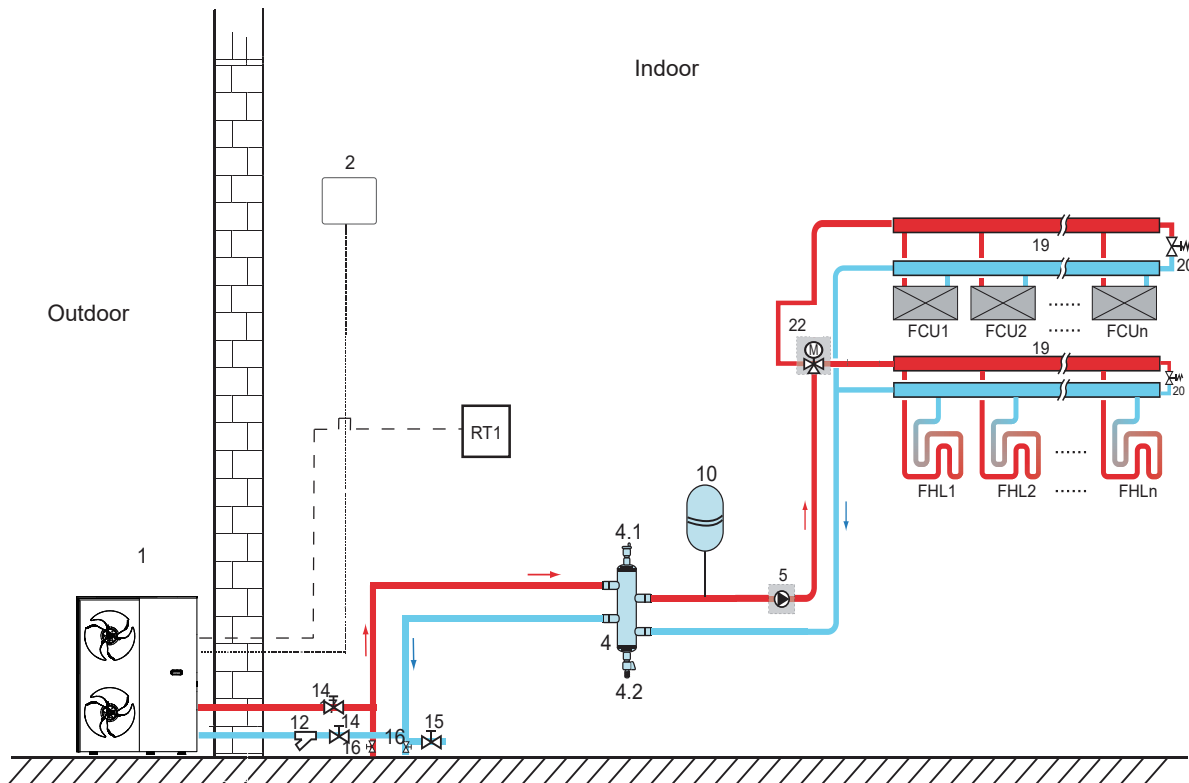 Indoor
2
19
20
Outdoor
FCU1
FCU2
......
FCUn
......
22
M
19
20
RT1
......
10
FHL1
FHL2
......
FHLn
4.1
1
5
4
4.2
14
12
14
16
16
15